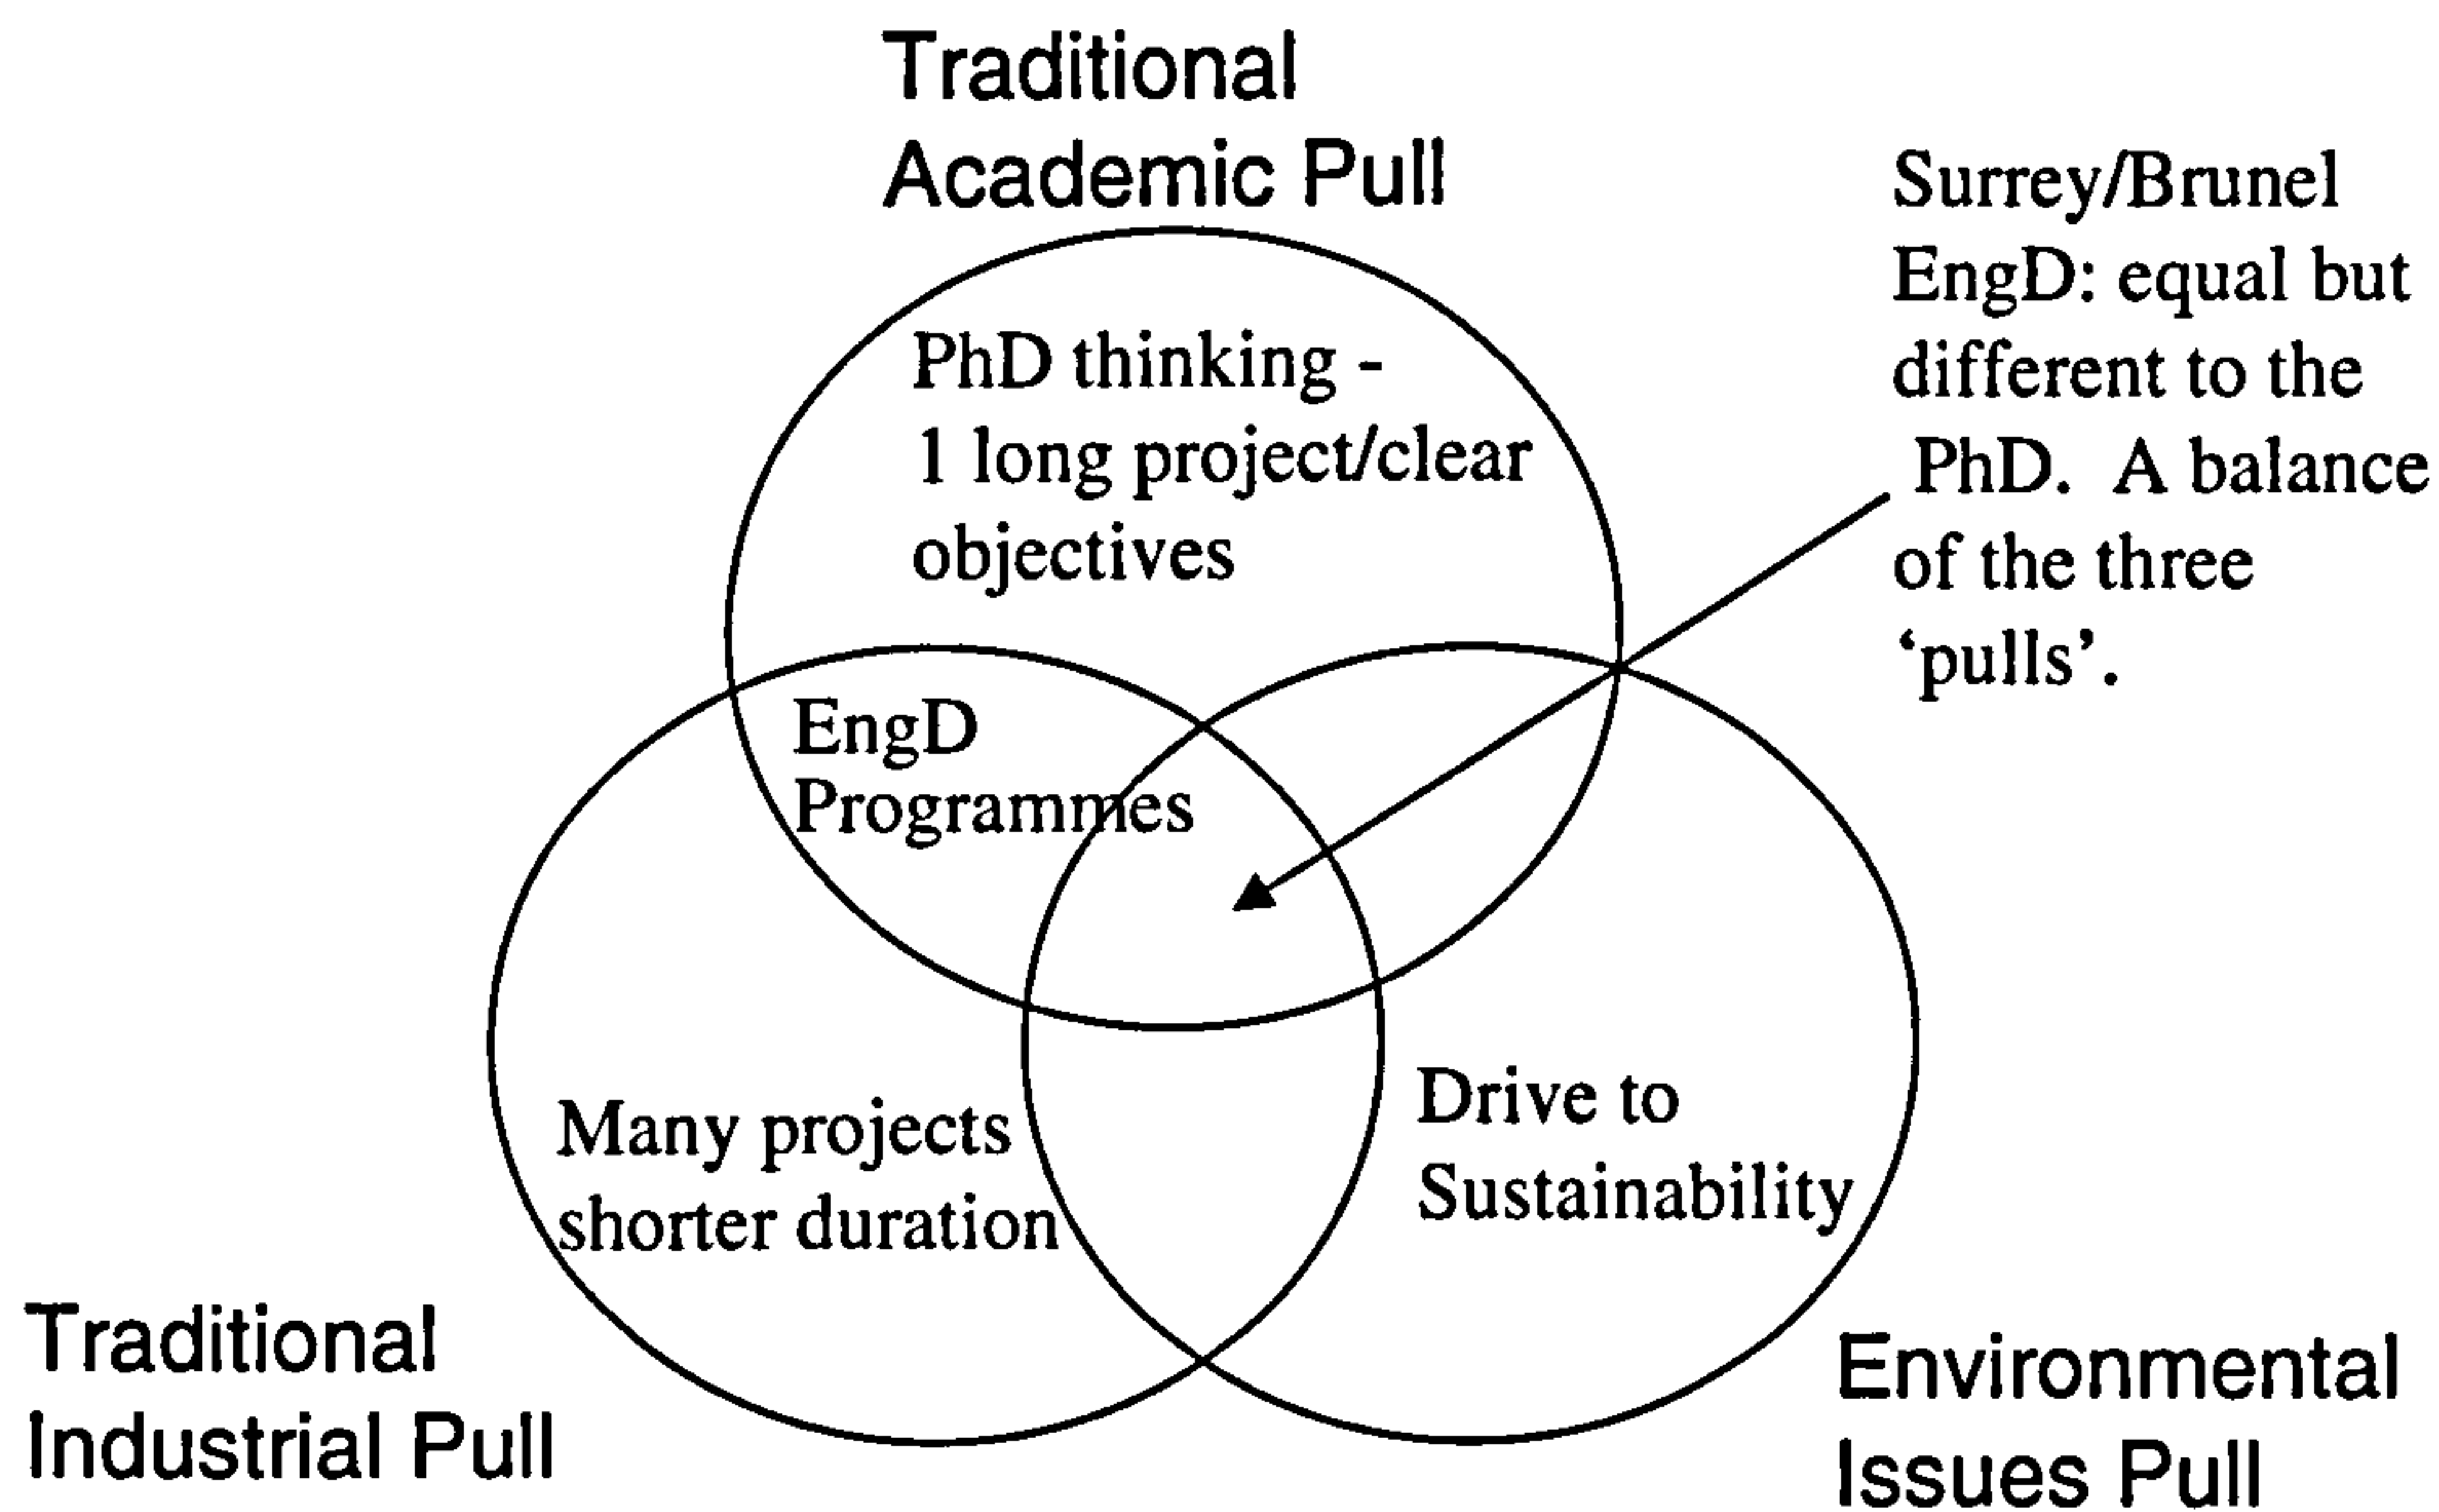 Traditional
Academic Pull
Surrey/Brunel
EngD: equal but
different to the
PhD. A balance
of the three
‘pulls’.
PhD thinking -
1 long project/clear
objectives
EngD
Programmes
Many projects
shorter duration
Drive to
Sustainability
Traditional
Industrial Pull
Environmental
Issues Pull